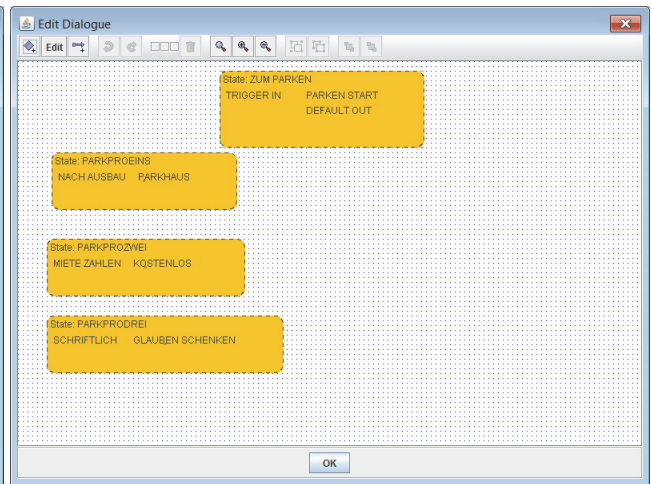 Edit Dialogue
Edit
State: ZUM PARKEN
TRIGGER IN PARKEN START
DEFAULT OUT
State: PARKPROEINS
NACH AUSBAU PARKHAUS
State: PARKPROZWEI
MIETE ZAHLEN KOSTENLOS
State: PARKPRODREI
SCHRIFTLICH GLAUBEN SCHENKEN
OK